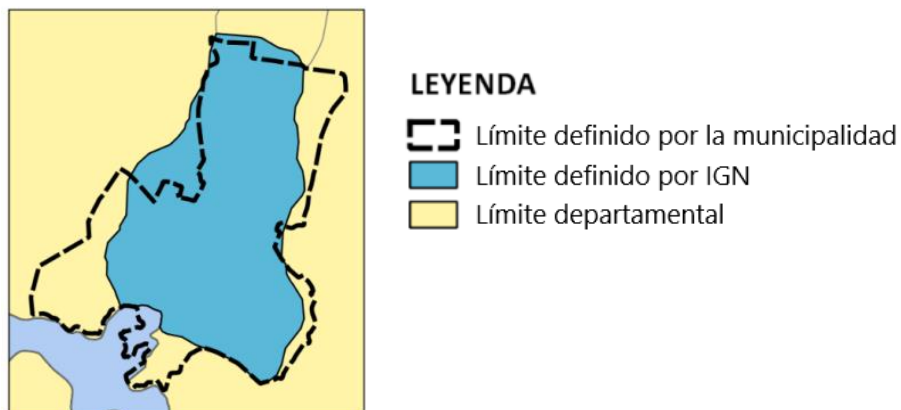 LEYENDA
Límite definido por la municipalidad
Límite definido por IGN
Límite departamental